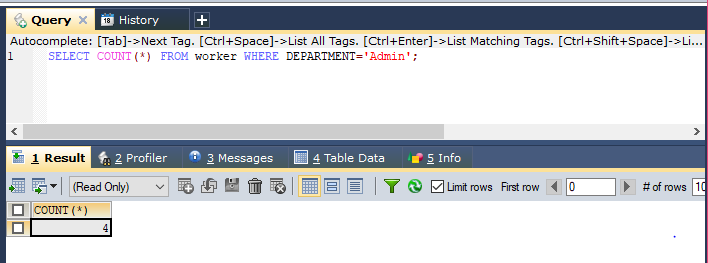 Query History
Autocomplete: [Tab]->Next Tag. [Ctrl+Space]->List All Tags. [Ctrl+Enter]->List Matching Tags. [Ctrl+Shift+Space]->Li...
1 SELECT COUNT(*) FROM worker WHERE DEPARTMENT='Admin';
1 Result 2 Profiler 3 Messages 4 Table Data 5 Info
(Read Only) Limit rows First row 0 # of rows 10
COUNT(*)
4